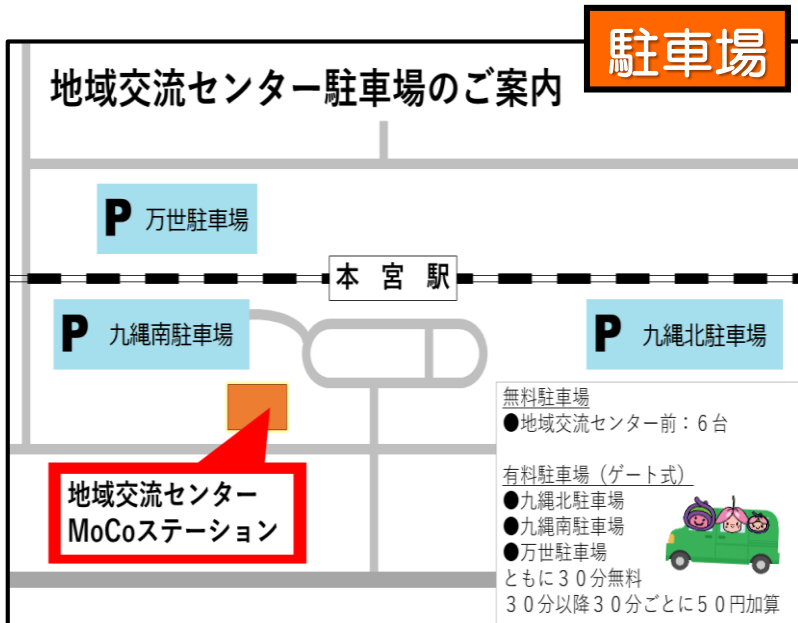 駐車場
地域交流センター駐車場のご案内
P 万世駐車場
本宮駅
P 九縄南駐車場
P 九縄北駐車場
無料駐車場
●地域交流センター前：６台
有料駐車場（ゲート式）
●九縄北駐車場
●九縄南駐車場
●万世駐車場
ともに３０分無料
３０分以降３０分ごとに５０円加算
地域交流センター
MoCoステーション